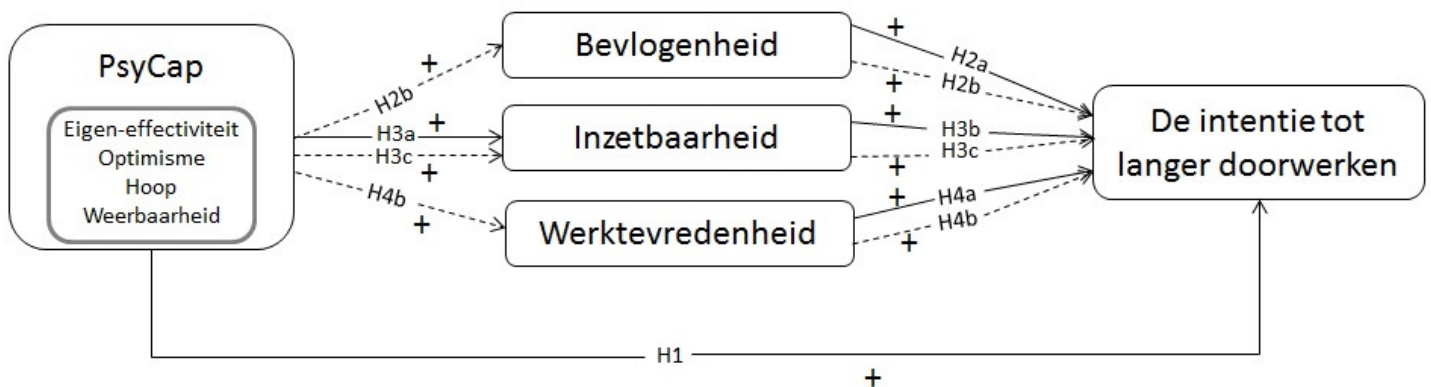 PsyCap
Eigen-effectiviteit
Optimisme
Hoop
Weerbaarheid
+
H2b
H3a
+
H3c
+
H4b
+
Bevlogenheid
Inzetbaarheid
Werktevredenheid
+
H2a
+
H2b
+
H3b
+
H3c
+
H4a
+
H4b
De intentie tot
langer doorwerken
H1
+